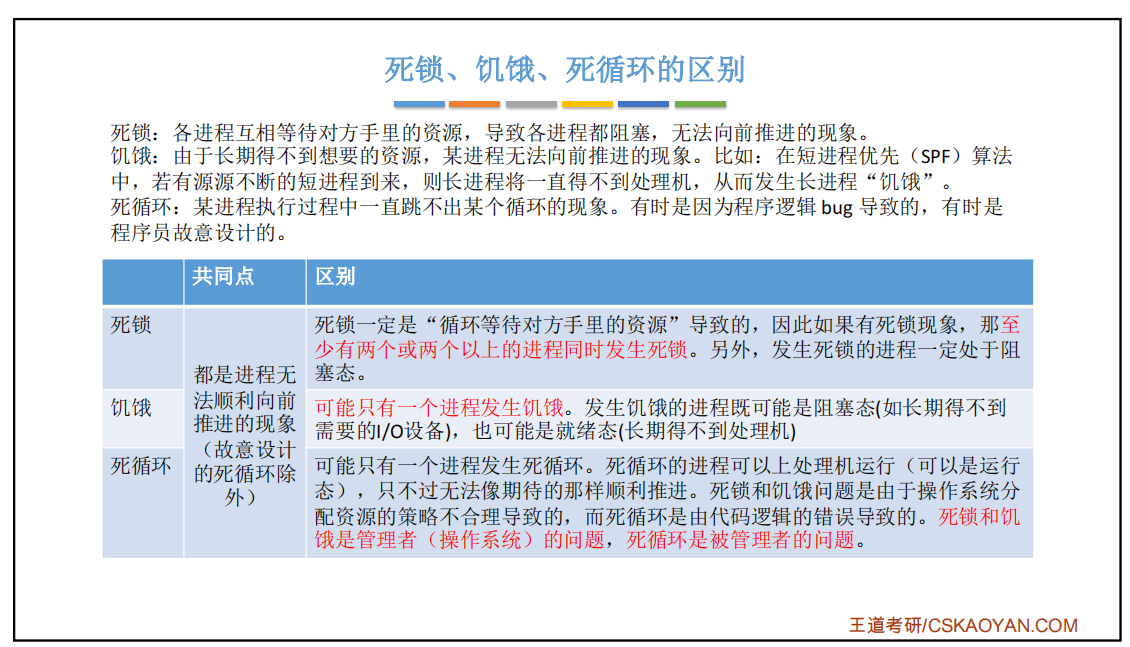 死锁、饥饿、死循环的区别
死锁：各进程互相等待对方手里的资源，导致各进程都阻塞，无法向前推进的现象。
饥饿：由于长期得不到想要的资源，某进程无法向前推进的现象。比如：在短进程优先（SPF）算法
中，若有源源不断的短进程到来，则长进程将一直得不到处理机，从而发生长进程“饥饿”。
死循环：某进程执行过程中一直跳不出某个循环的现象。有时是因为程序逻辑 bug 导致的，有时是
程序员故意设计的。
共同点
区别
死锁
都是进程无
法顺利向前
推进的现象
（故意设计
的死循环除
外）
死锁一定是“循环等待对方手里的资源”导致的，因此如果有死锁现象，那至
少有两个或两个以上的进程同时发生死锁。另外，发生死锁的进程一定处于阻
塞态。
饥饿
可能只有一个进程发生饥饿。发生饥饿的进程既可能是阻塞态(如长期得不到
需要的I/O设备)，也可能是就绪态(长期得不到处理机)
死循环
可能只有一个进程发生死循环。死循环的进程可以上处理机运行（可以是运行
态），只不过无法像期待的那样顺利推进。死锁和饥饿问题是由于操作系统分
配资源的策略不合理导致的，而死循环是由代码逻辑的错误导致的。死锁和饥
饿是管理者（操作系统）的问题，死循环是被管理者的问题。
王道考研/CSKAOYAN.COM